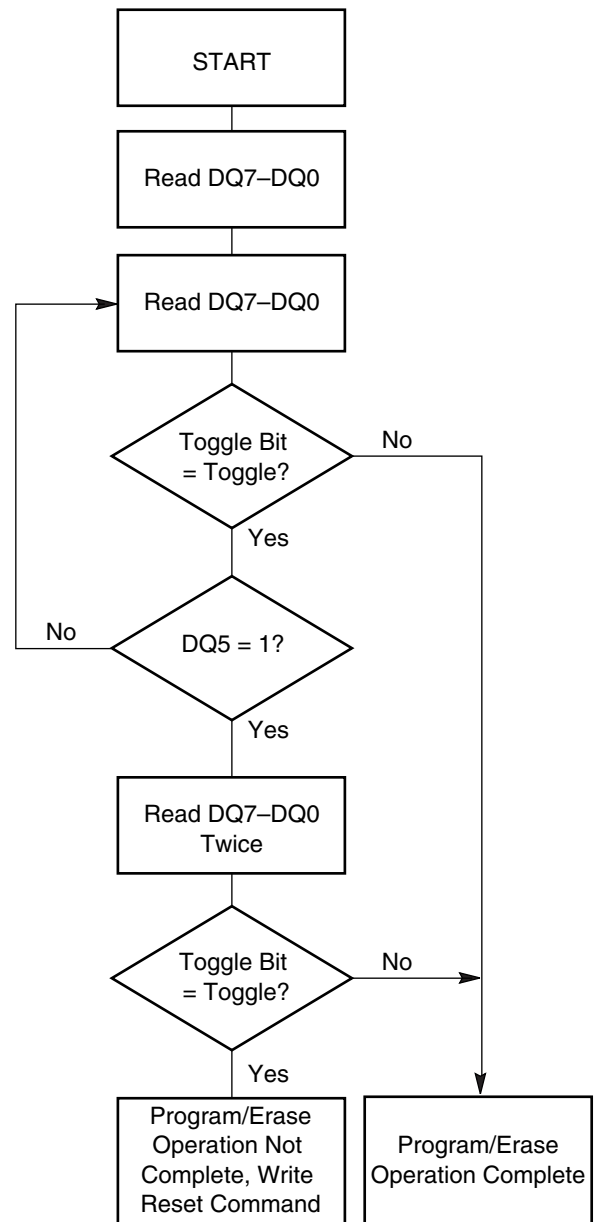 START
Read DQ7–DQ0
Read DQ7–DQ0
Toggle Bit
= Toggle?
No
Yes
No
DQ5 = 1?
Yes
Read DQ7–DQ0
Twice
Toggle Bit
= Toggle?
No
Yes
Program/Erase
Operation Not
Complete, Write
Reset Command
Program/Erase
Operation Complete